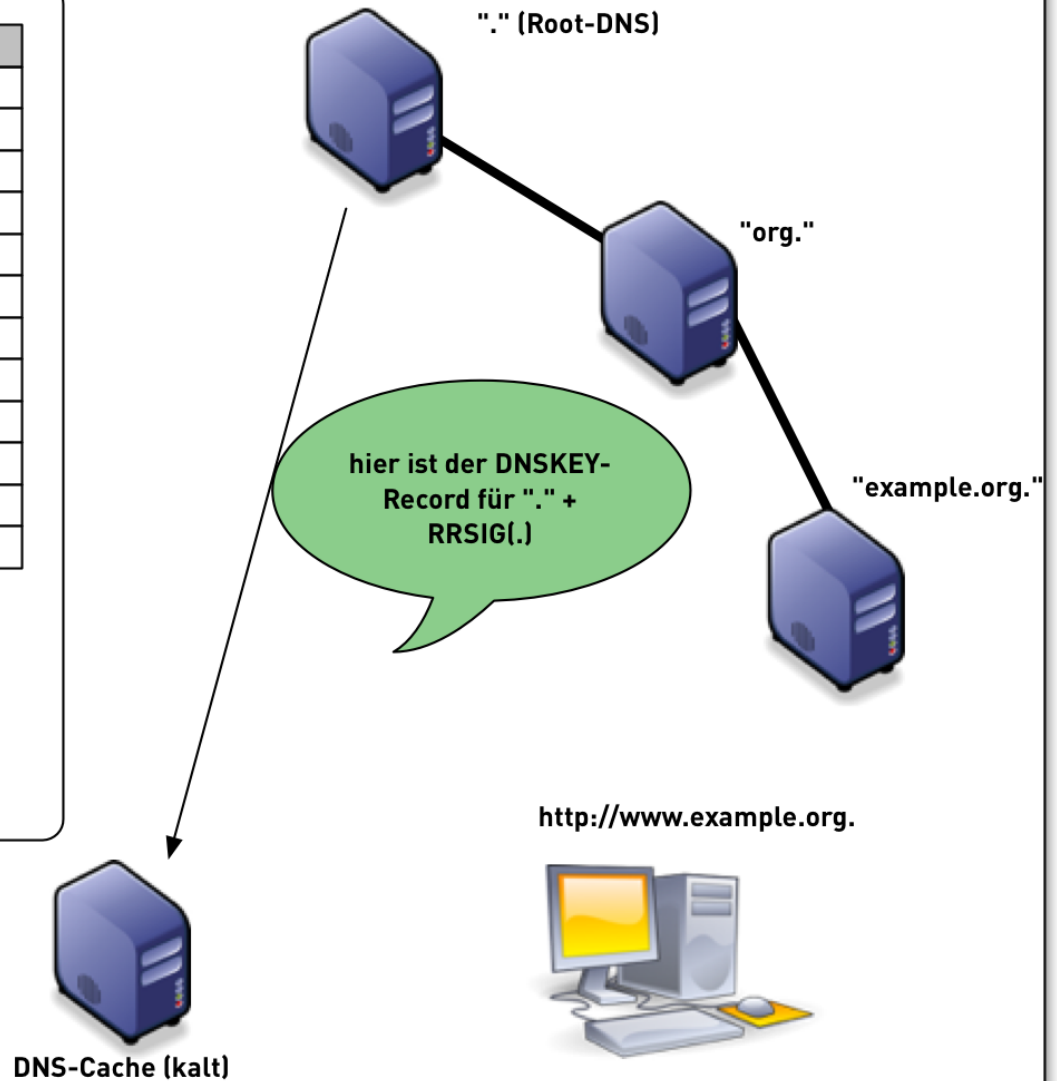 "." (Root-DNS)
"org."
hier ist der DNSKEY-
Record für "." +
RRSIG(.)
"example.org."
http://www.example.org.
DNS-Cache (kalt)